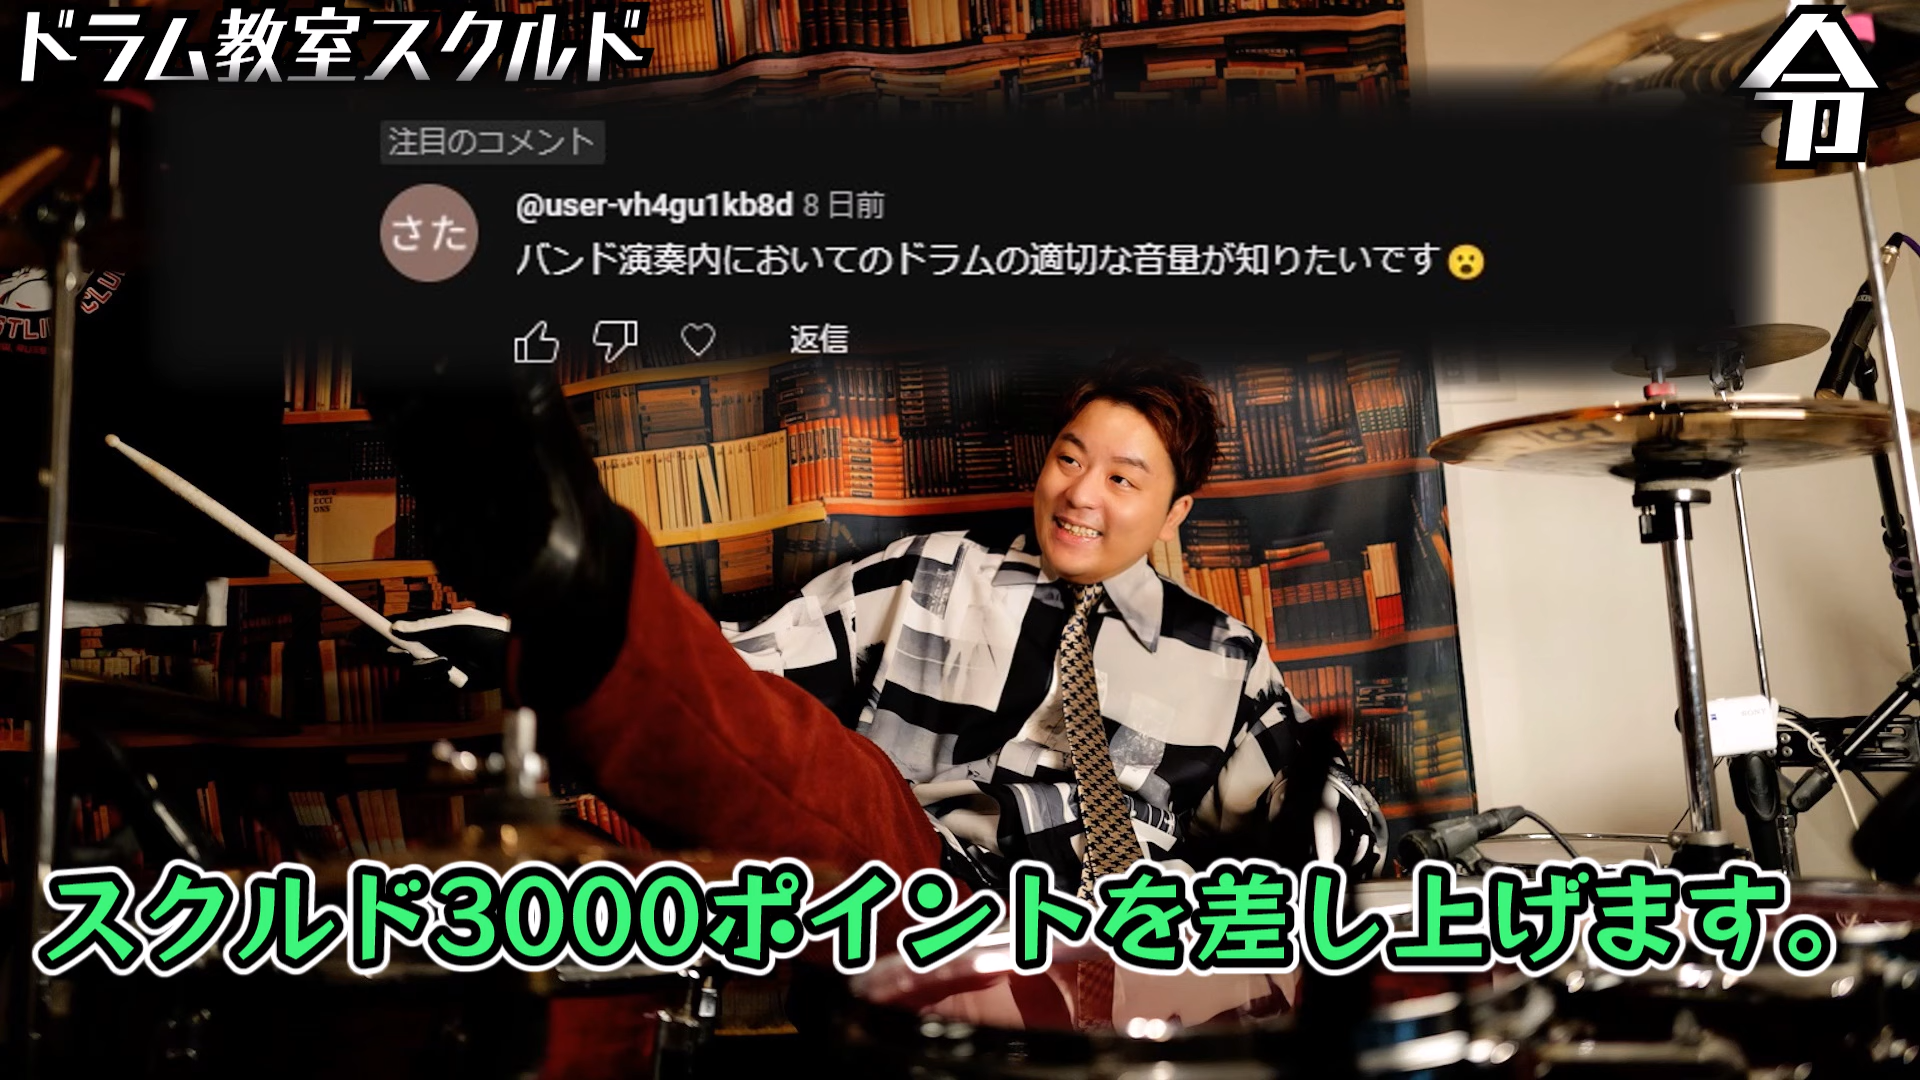 ドラム教室スクルド
令
注目のコメント
さた
@user-vh4gu1kb8d 8 日前
バンド演奏内においてのドラムの適切な音量が知りたいです😮
返信
スクルド3000ポイントを差し上げます。